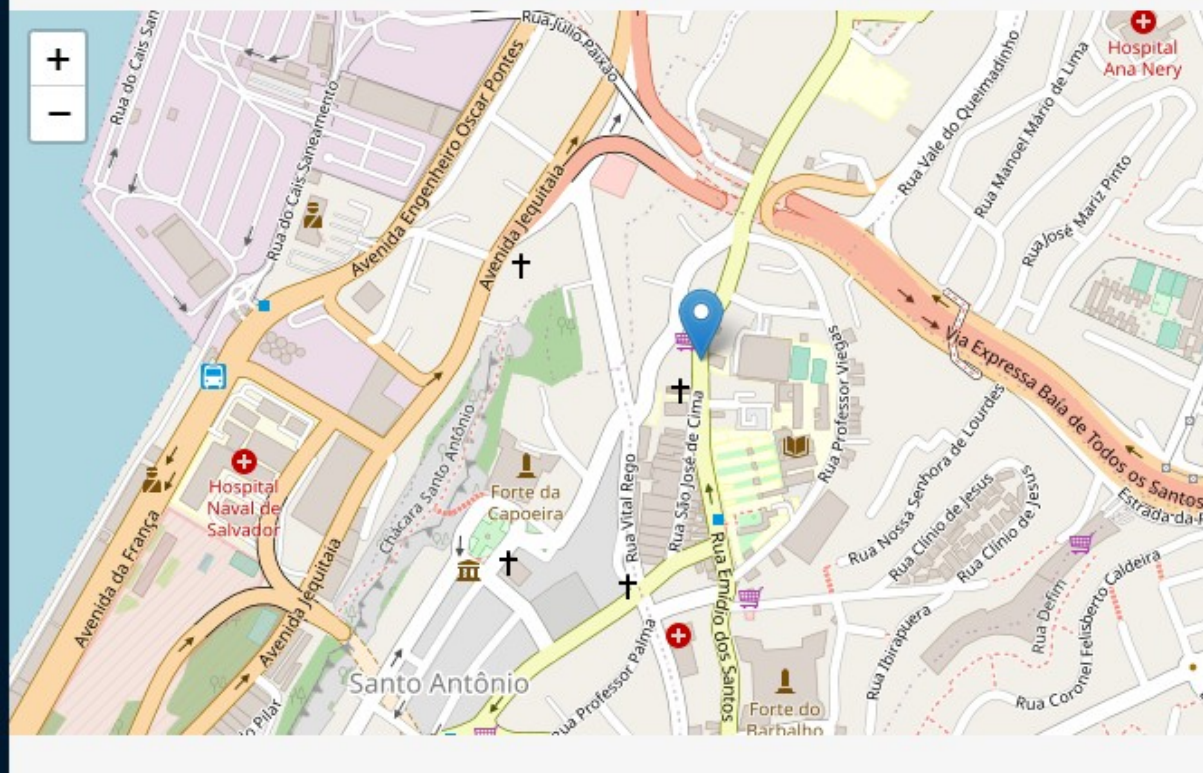 +
−
Rua do Cais San
Rua do Cais Saneamento
Avenida Engenheiro Oscar Pontes
Rua Júlio Paixão
Avenida Jequitaia
Hospital
Ana Nery
Rua Vale do Queimadinho
Rua Manoel Mário de Lima
Rua José Mariz Pinto
Rua Professor Viegas
Via Expressa Baía de Todos os Santos
Estrada da
Rua São José de Cima
Rua Vital Rego
Chácara Santo Antônio
Forte da
Capoeira
Hospital
Naval de
Salvador
Avenida da França
Avenida Jequitaia
Rua Nossa Senhora de Lourdes
Rua Clínio de Jesus
Rua Clínio de Jesus
Rua Emídio dos Santos
Rua Professor Palma
Rua Ibirapuera
Rua Defim
Rua Coronel Felisberto Caldeira
Santo Antônio
Forte do
Barbalho
o Pilar